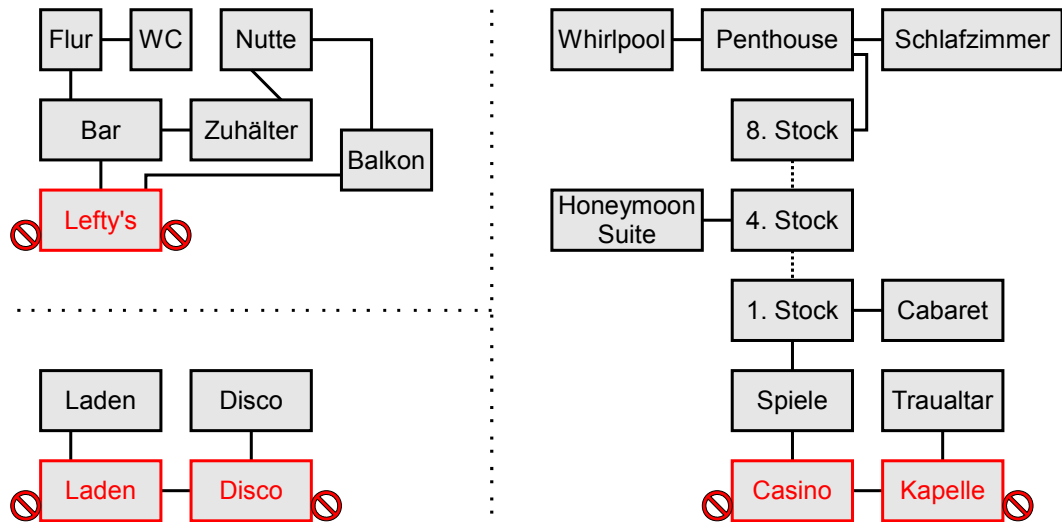 Flur
WC
Nutte
Bar
Zuhälter
Balkon
Lefty's
Laden
Disco
Laden
Disco
Whirlpool
Penthouse
Schlafzimmer
8. Stock
Honeymoon
Suite
4. Stock
1. Stock
Cabaret
Spiele
Traualtar
Casino
Kapelle